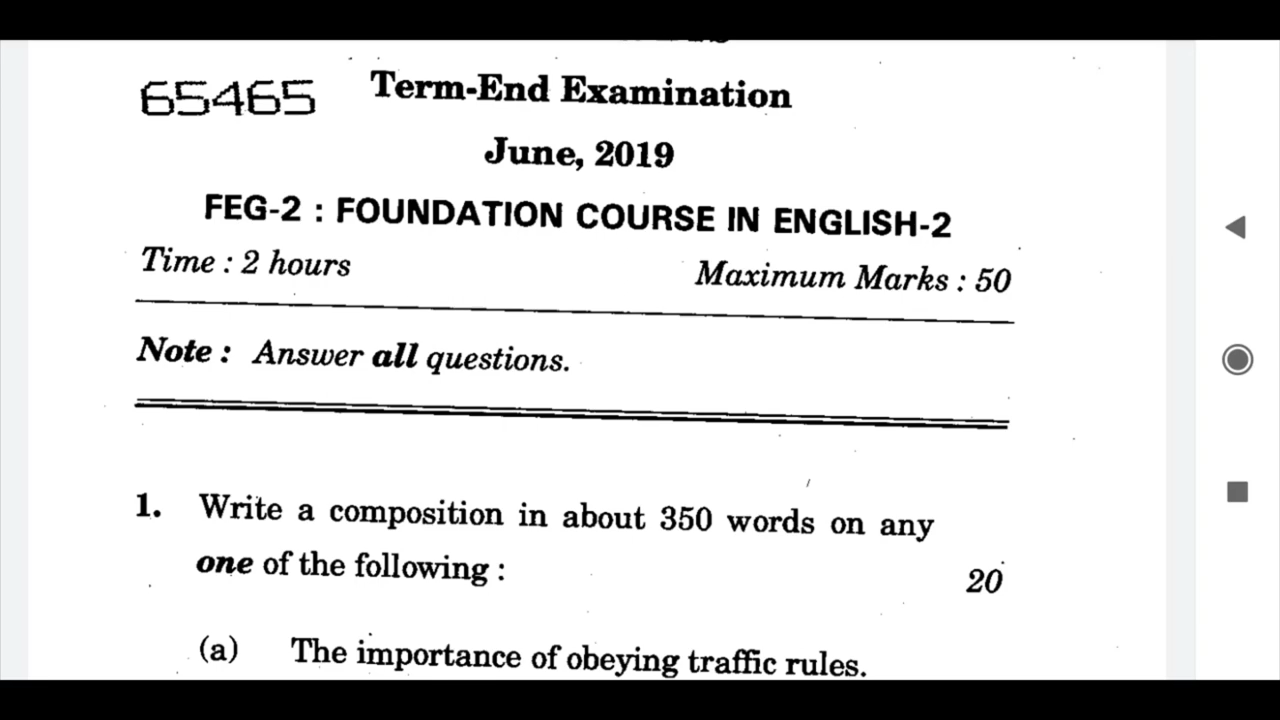 65465
Term-End Examination
June, 2019
FEG-2 : FOUNDATION COURSE IN ENGLISH-2
Time : 2 hours
Maximum Marks : 50
Note : Answer all questions.
1. Write a composition in about 350 words on any
one of the following :
20
(a) The importance of obeying traffic rules.